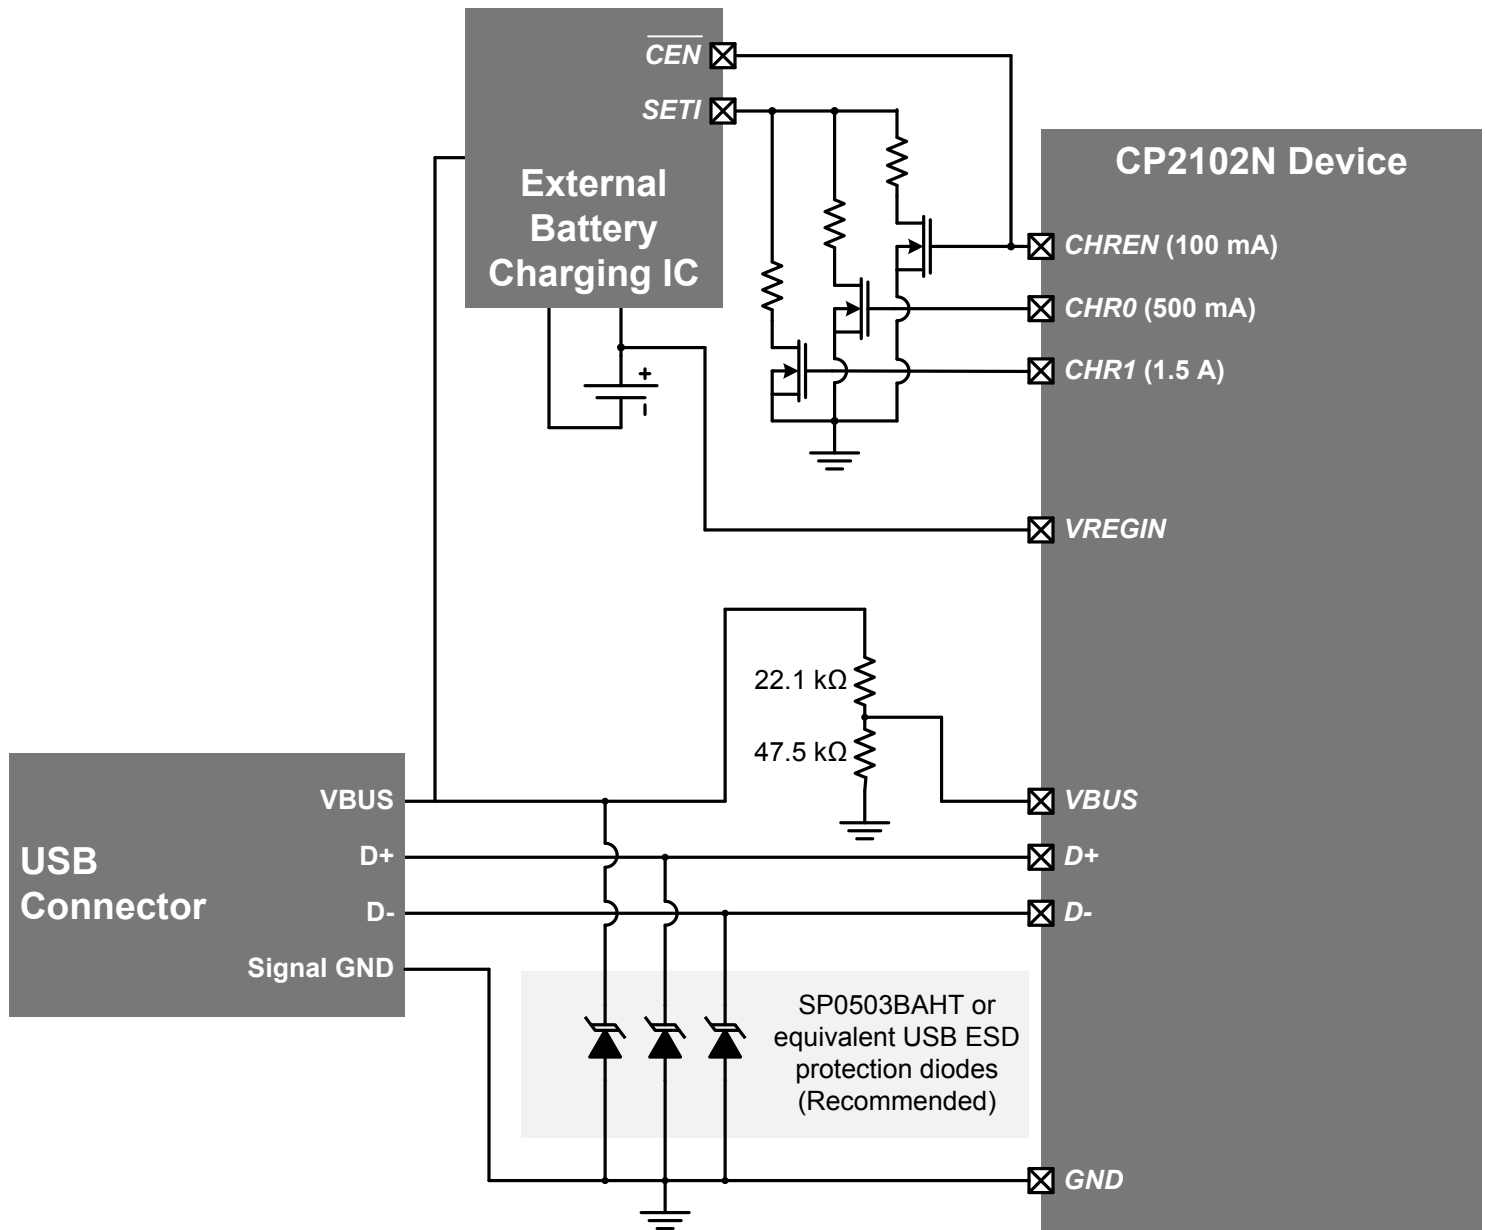 CEN
SETI
External
Battery
Charging IC
+
-
CP2102N Device
CHREN (100 mA)
CHR0 (500 mA)
CHR1 (1.5 A)
VREGIN
22.1 kΩ
47.5 kΩ
VBUS
D+
D-
USB
Connector
VBUS
D+
D-
Signal GND
SP0503BAHT or
equivalent USB ESD
protection diodes
(Recommended)
GND